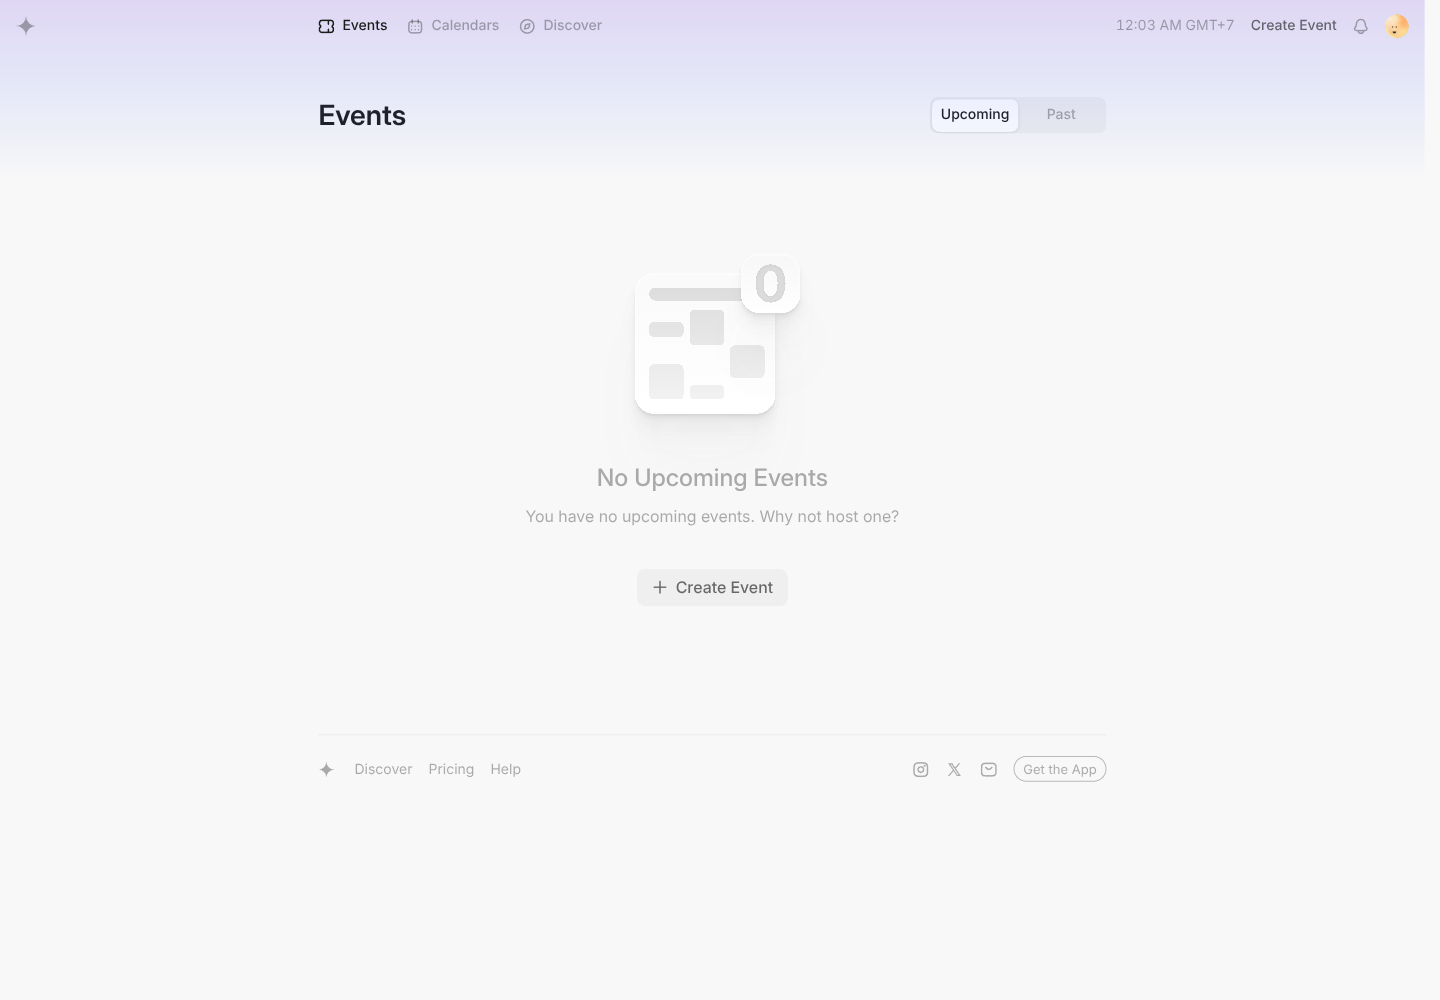 Events
Calendars
Discover
12:03 AM GMT+7
Create Event
Events
Upcoming
Past
0
No Upcoming Events
You have no upcoming events. Why not host one?
Create Event
Discover
Pricing
Help
Get the App